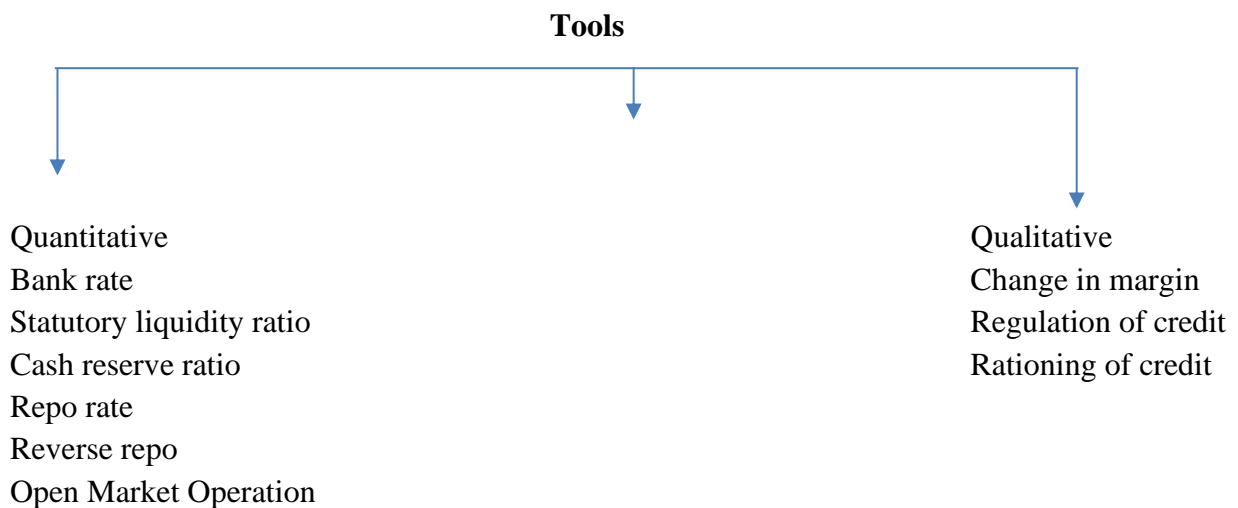 Tools
Quantitative
Bank rate
Statutory liquidity ratio
Cash reserve ratio
Repo rate
Reverse repo
Open Market Operation
Qualitative
Change in margin
Regulation of credit
Rationing of credit